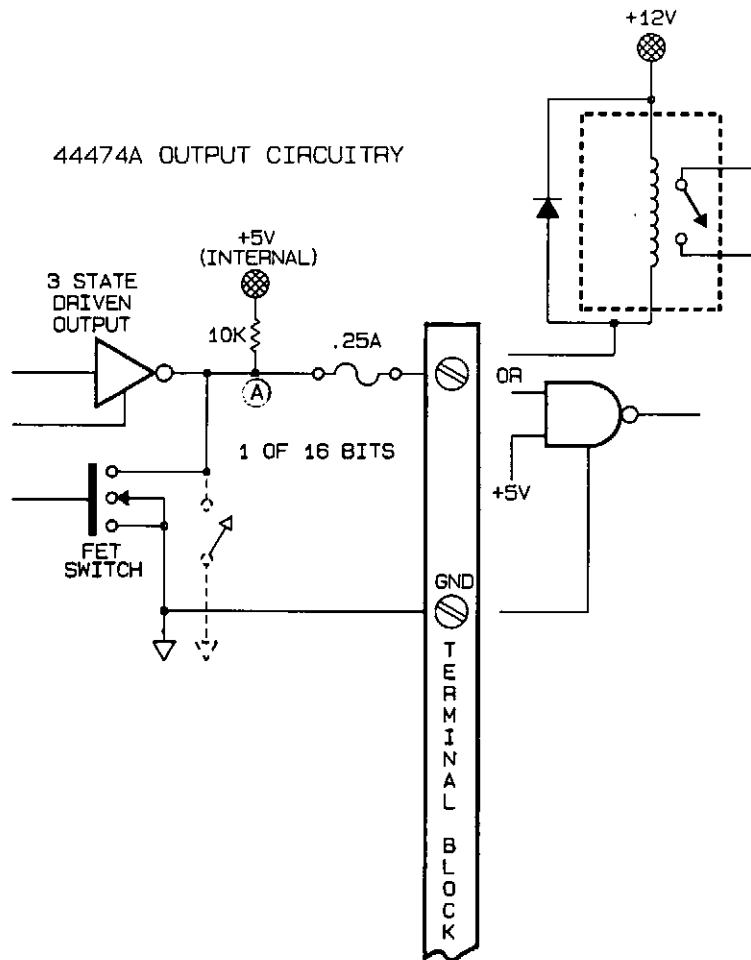 +12V
44474A OUTPUT CIRCUITRY
+5V
(INTERNAL)
3 STATE
DRIVEN
OUTPUT
10K
.25A
A
OR
1 OF 16 BITS
+5V
FET
SWITCH
GND
TERMINAL BLOCK